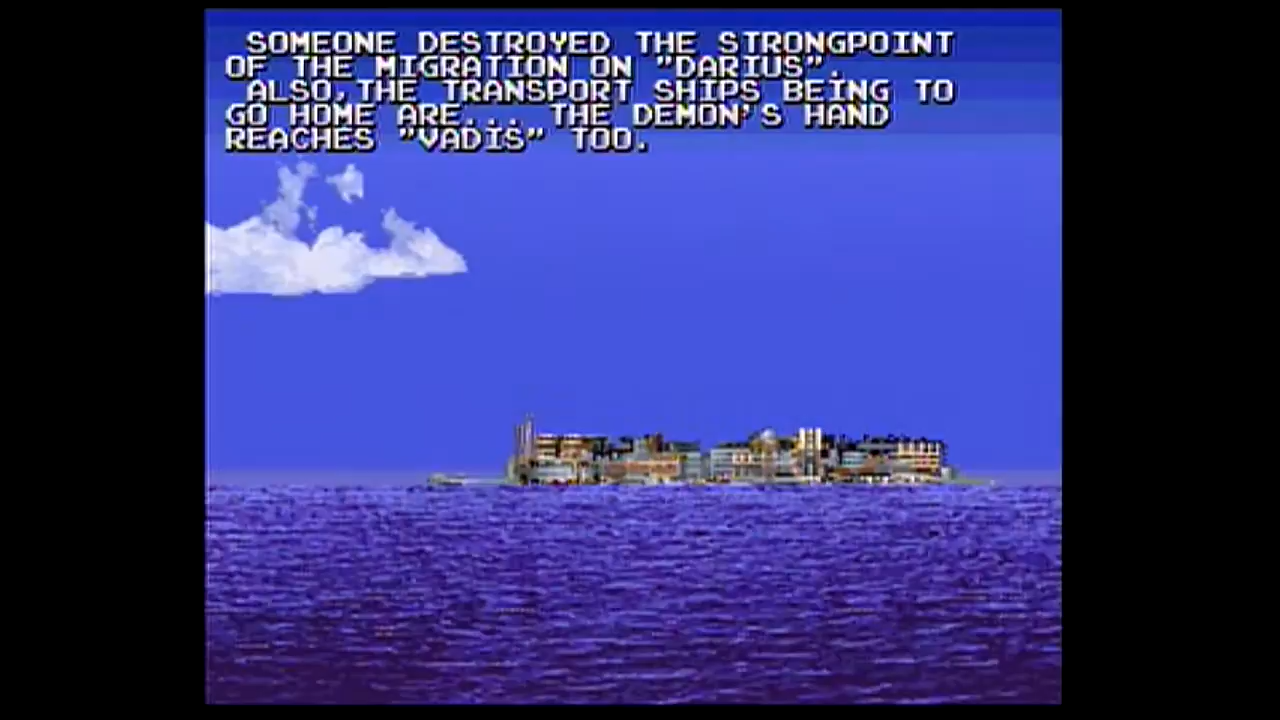 SOMEONE DESTROYED THE STRONGPOINT
OF THE MIGRATION ON "DARIUS".
ALSO,THE TRANSPORT SHIPS BEING TO
GO HOME ARE... THE DEMON'S HAND
REACHES "VADIS" TOO.